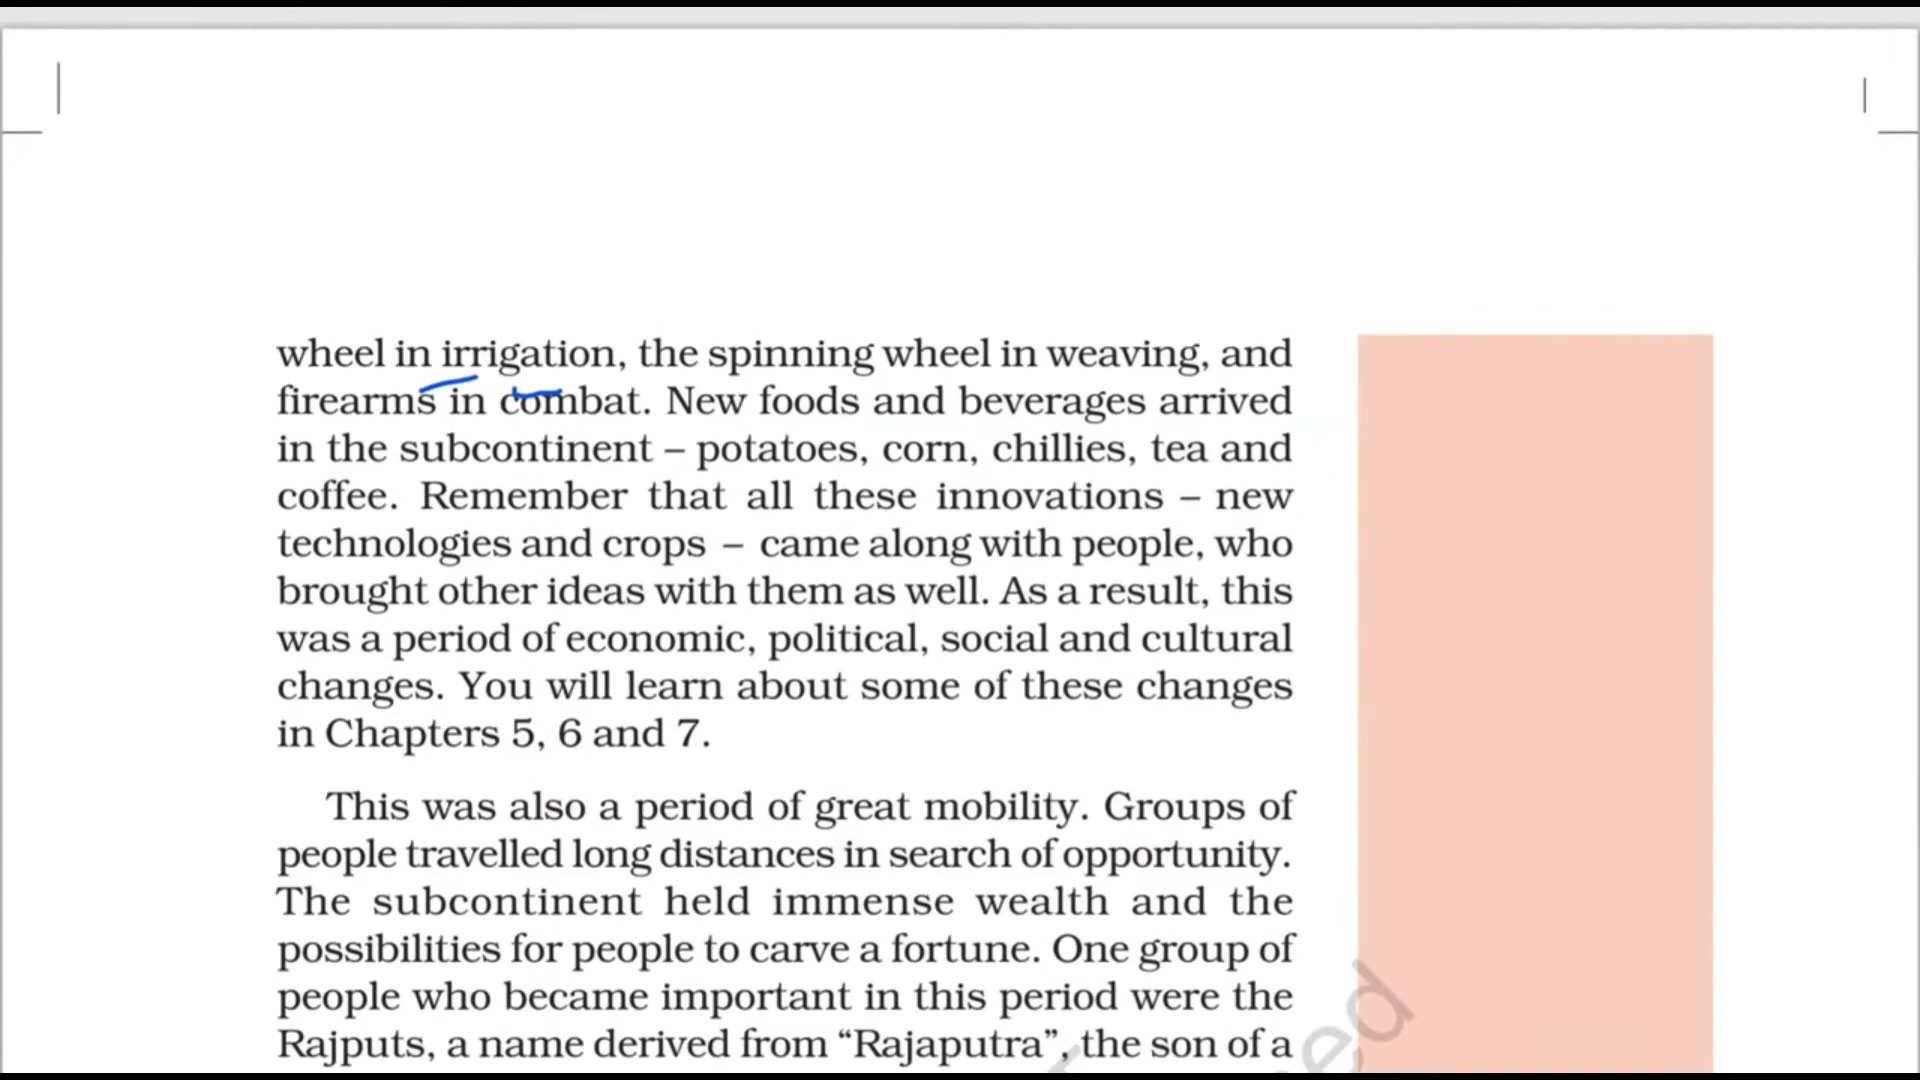 wheel in irrigation, the spinning wheel in weaving, and
firearms in combat. New foods and beverages arrived
in the subcontinent – potatoes, corn, chillies, tea and
coffee. Remember that all these innovations – new
technologies and crops – came along with people, who
brought other ideas with them as well. As a result, this
was a period of economic, political, social and cultural
changes. You will learn about some of these changes
in Chapters 5, 6 and 7.
This was also a period of great mobility. Groups of
people travelled long distances in search of opportunity.
The subcontinent held immense wealth and the
possibilities for people to carve a fortune. One group of
people who became important in this period were the
Rajputs, a name derived from “Rajaputra”, the son of a